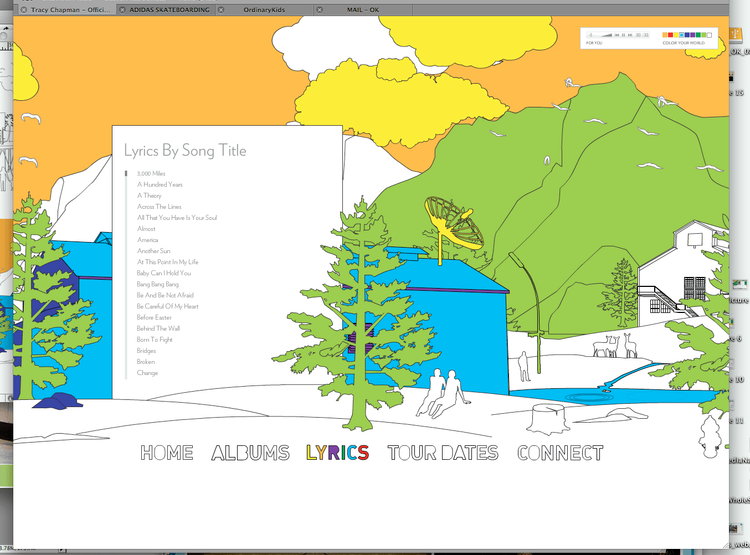 Tracy Chapman – Offici...
ADIDAS SKATEBOARDING
OrdinaryKids
MAIL – OK
FOR YOU
COLOR YOUR WORLD
Lyrics By Song Title
3,000 Miles
A Hundred Years
A Theory
Across The Lines
All That You Have Is Your Soul
Almost
America
Another Sun
At This Point In My Life
Baby Can I Hold You
Bang Bang Bang
Be And Be Not Afraid
Be Careful Of My Heart
Before Easter
Behind The Wall
Born To Fight
Bridges
Broken
Change
HOME ALBUMS LYRICS TOUR DATES CONNECT
15
10
11